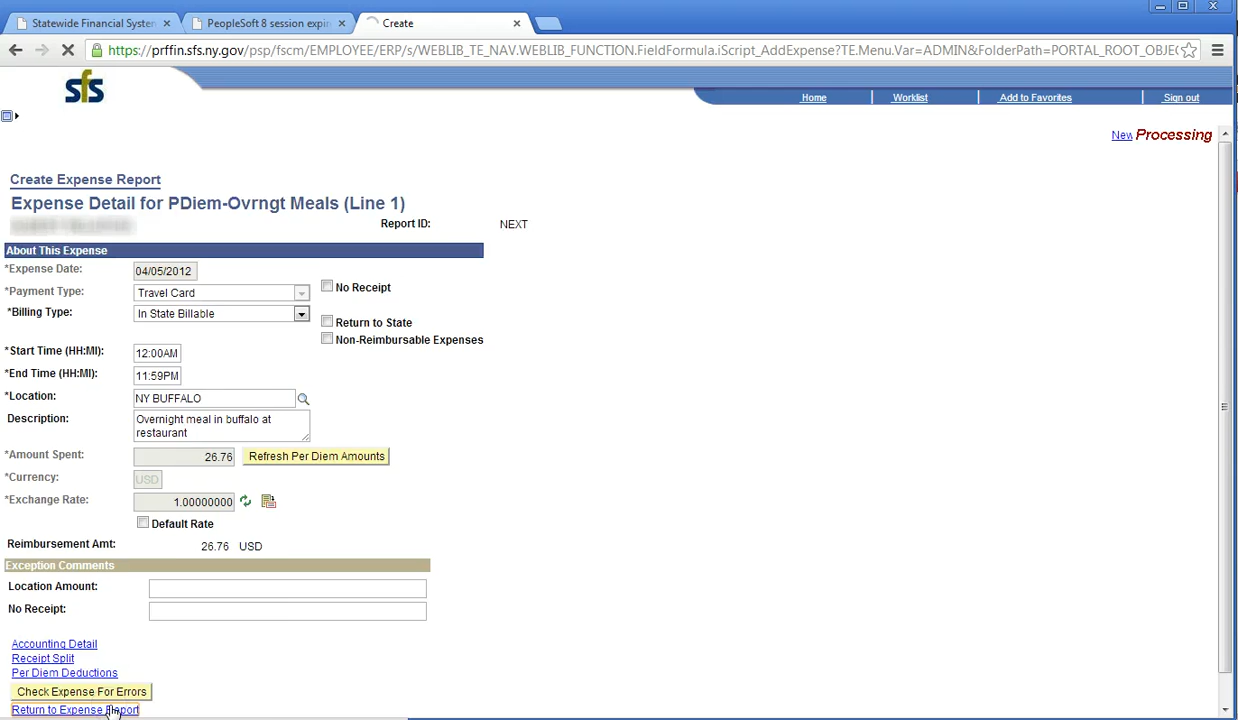 Statewide Financial System
PeopleSoft 8 session expir
Create
https://prffin.sfs.ny.gov/psp/fscm/EMPLOYEE/ERP/s/WEBLIB_TE_NAV.WEBLIB_FUNCTION.FieldFormula.iScript_AddExpense?TE.Menu.Var=ADMIN&FolderPath=PORTAL_ROOT_OBJE
sfs
Home
Worklist
Add to Favorites
Sign out
New Processing
Create Expense Report
Expense Detail for PDiem-Ovrngt Meals (Line 1)
Report ID: NEXT
About This Expense
*Expense Date: 04/05/2012
*Payment Type: Travel Card
No Receipt
*Billing Type: In State Billable
Return to State
Non-Reimbursable Expenses
*Start Time (HH:MI): 12:00AM
*End Time (HH:MI): 11:59PM
*Location: NY BUFFALO
Description: Overnight meal in buffalo at
restaurant
*Amount Spent: 26.76 Refresh Per Diem Amounts
*Currency: USD
*Exchange Rate: 1.00000000
Default Rate
Reimbursement Amt: 26.76 USD
Exception Comments
Location Amount:
No Receipt:
Accounting Detail
Receipt Split
Per Diem Deductions
Check Expense For Errors
Return to Expense Report